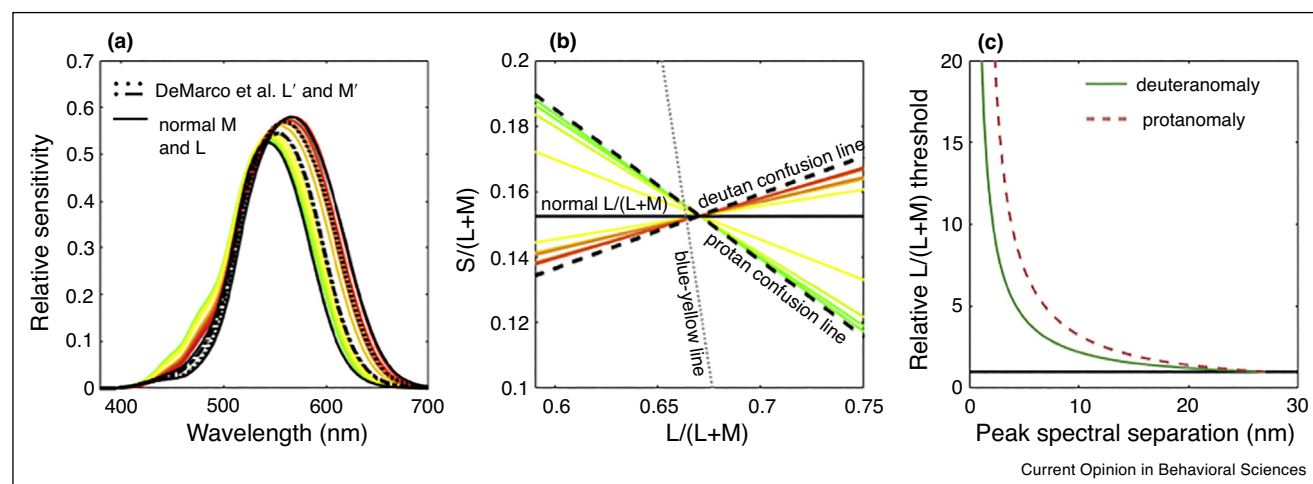 (a)
0.7
0.6
0.5
0.4
0.3
0.2
0.1
0
Relative sensitivity
DeMarco et al. L′ and M′
normal M
and L
400
500
600
700
Wavelength (nm)
(b)
0.2
0.18
0.16
0.14
0.12
0.1
S/(L+M)
normal L/(L+M)
deutan confusion line
protan confusion line
blue-yellow line
0.6
0.65
0.7
0.75
L/(L+M)
(c)
20
15
10
5
0
Relative L/(L+M) threshold
deuteranomaly
protanomaly
0
10
20
30
Peak spectral separation (nm)
Current Opinion in Behavioral Sciences